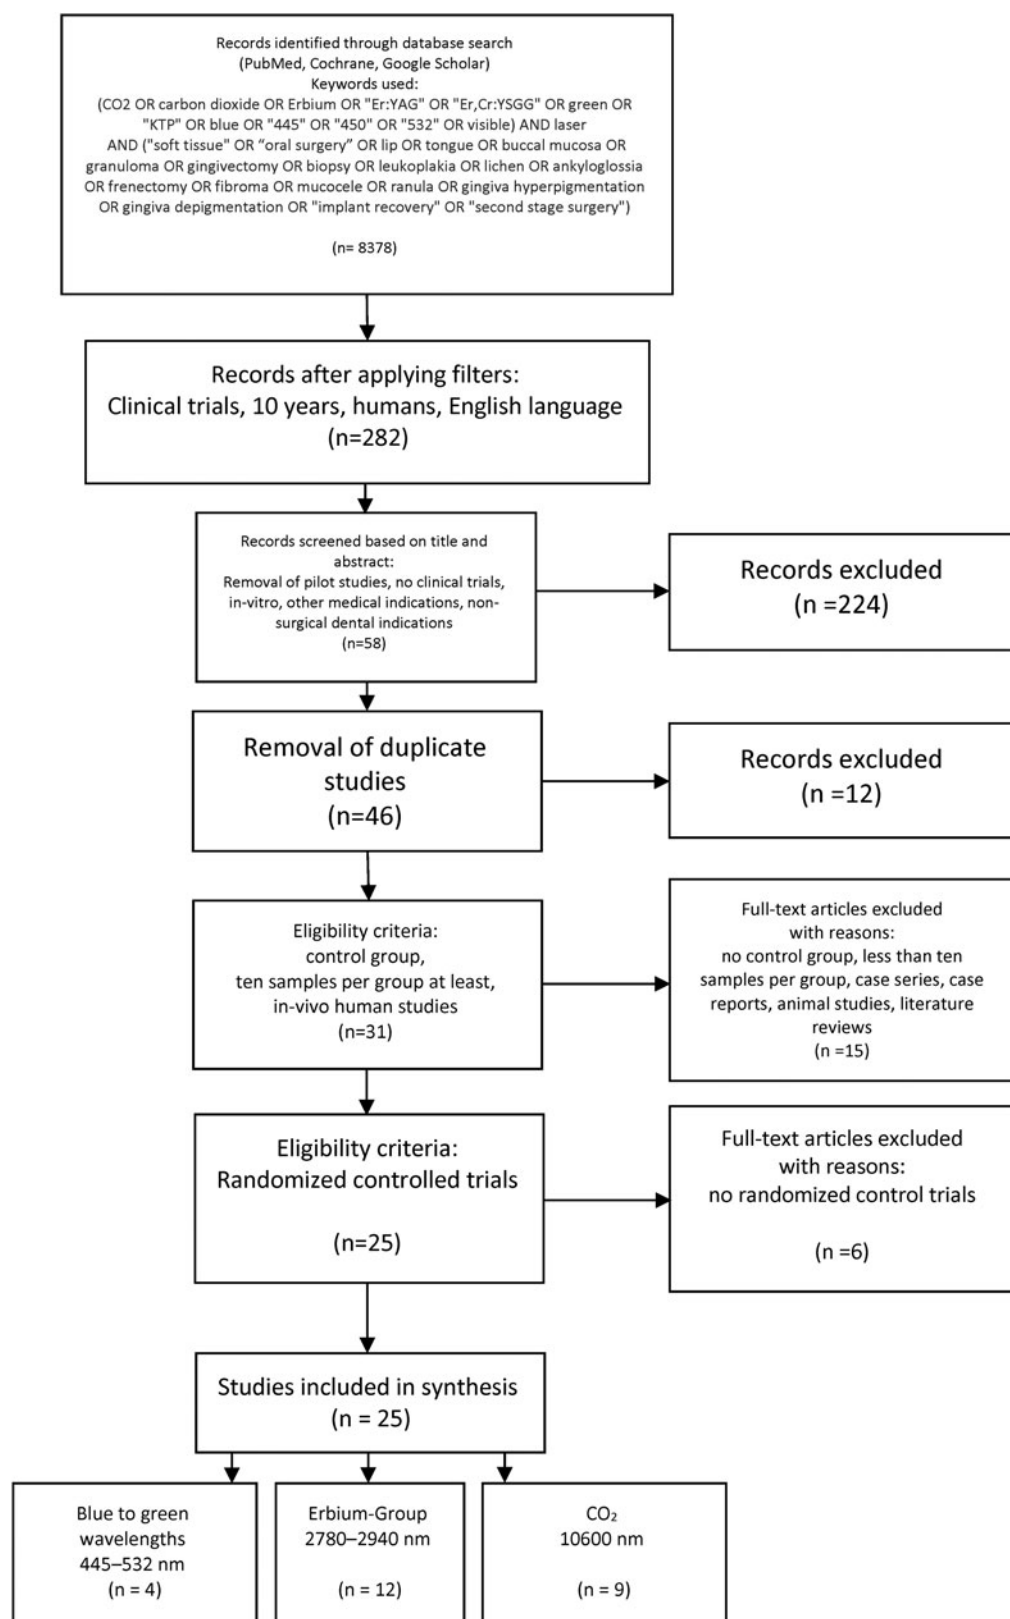 Records identified through database search
(PubMed, Cochrane, Google Scholar)
Keywords used:
(CO2 OR carbon dioxide OR Erbium OR "Er:YAG" OR "Er,Cr:YSGG" OR green OR
"KTP" OR blue OR "445" OR "450" OR "532" OR visible) AND laser
AND ("soft tissue" OR “oral surgery” OR lip OR tongue OR buccal mucosa OR
granuloma OR gingivectomy OR biopsy OR leukoplakia OR lichen OR ankyloglossia
OR frenectomy OR fibroma OR mucocele OR ranula OR gingiva hyperpigmentation
OR gingiva depigmentation OR "implant recovery" OR "second stage surgery")
(n= 8378)
Records after applying filters:
Clinical trials, 10 years, humans, English language
(n=282)
Records screened based on title and
abstract:
Removal of pilot studies, no clinical trials,
in-vitro, other medical indications, non-
surgical dental indications
(n=58)
Records excluded
(n =224)
Removal of duplicate
studies
(n=46)
Records excluded
(n =12)
Eligibility criteria:
control group,
ten samples per group at least,
in-vivo human studies
(n=31)
Full-text articles excluded
with reasons:
no control group, less than ten
samples per group, case series, case
reports, animal studies, literature
reviews
(n =15)
Eligibility criteria:
Randomized controlled trials
(n=25)
Full-text articles excluded
with reasons:
no randomized control trials
(n =6)
Studies included in synthesis
(n = 25)
Blue to green
wavelengths
445–532 nm
(n = 4)
Erbium-Group
2780–2940 nm
(n = 12)
CO₂
10600 nm
(n = 9)